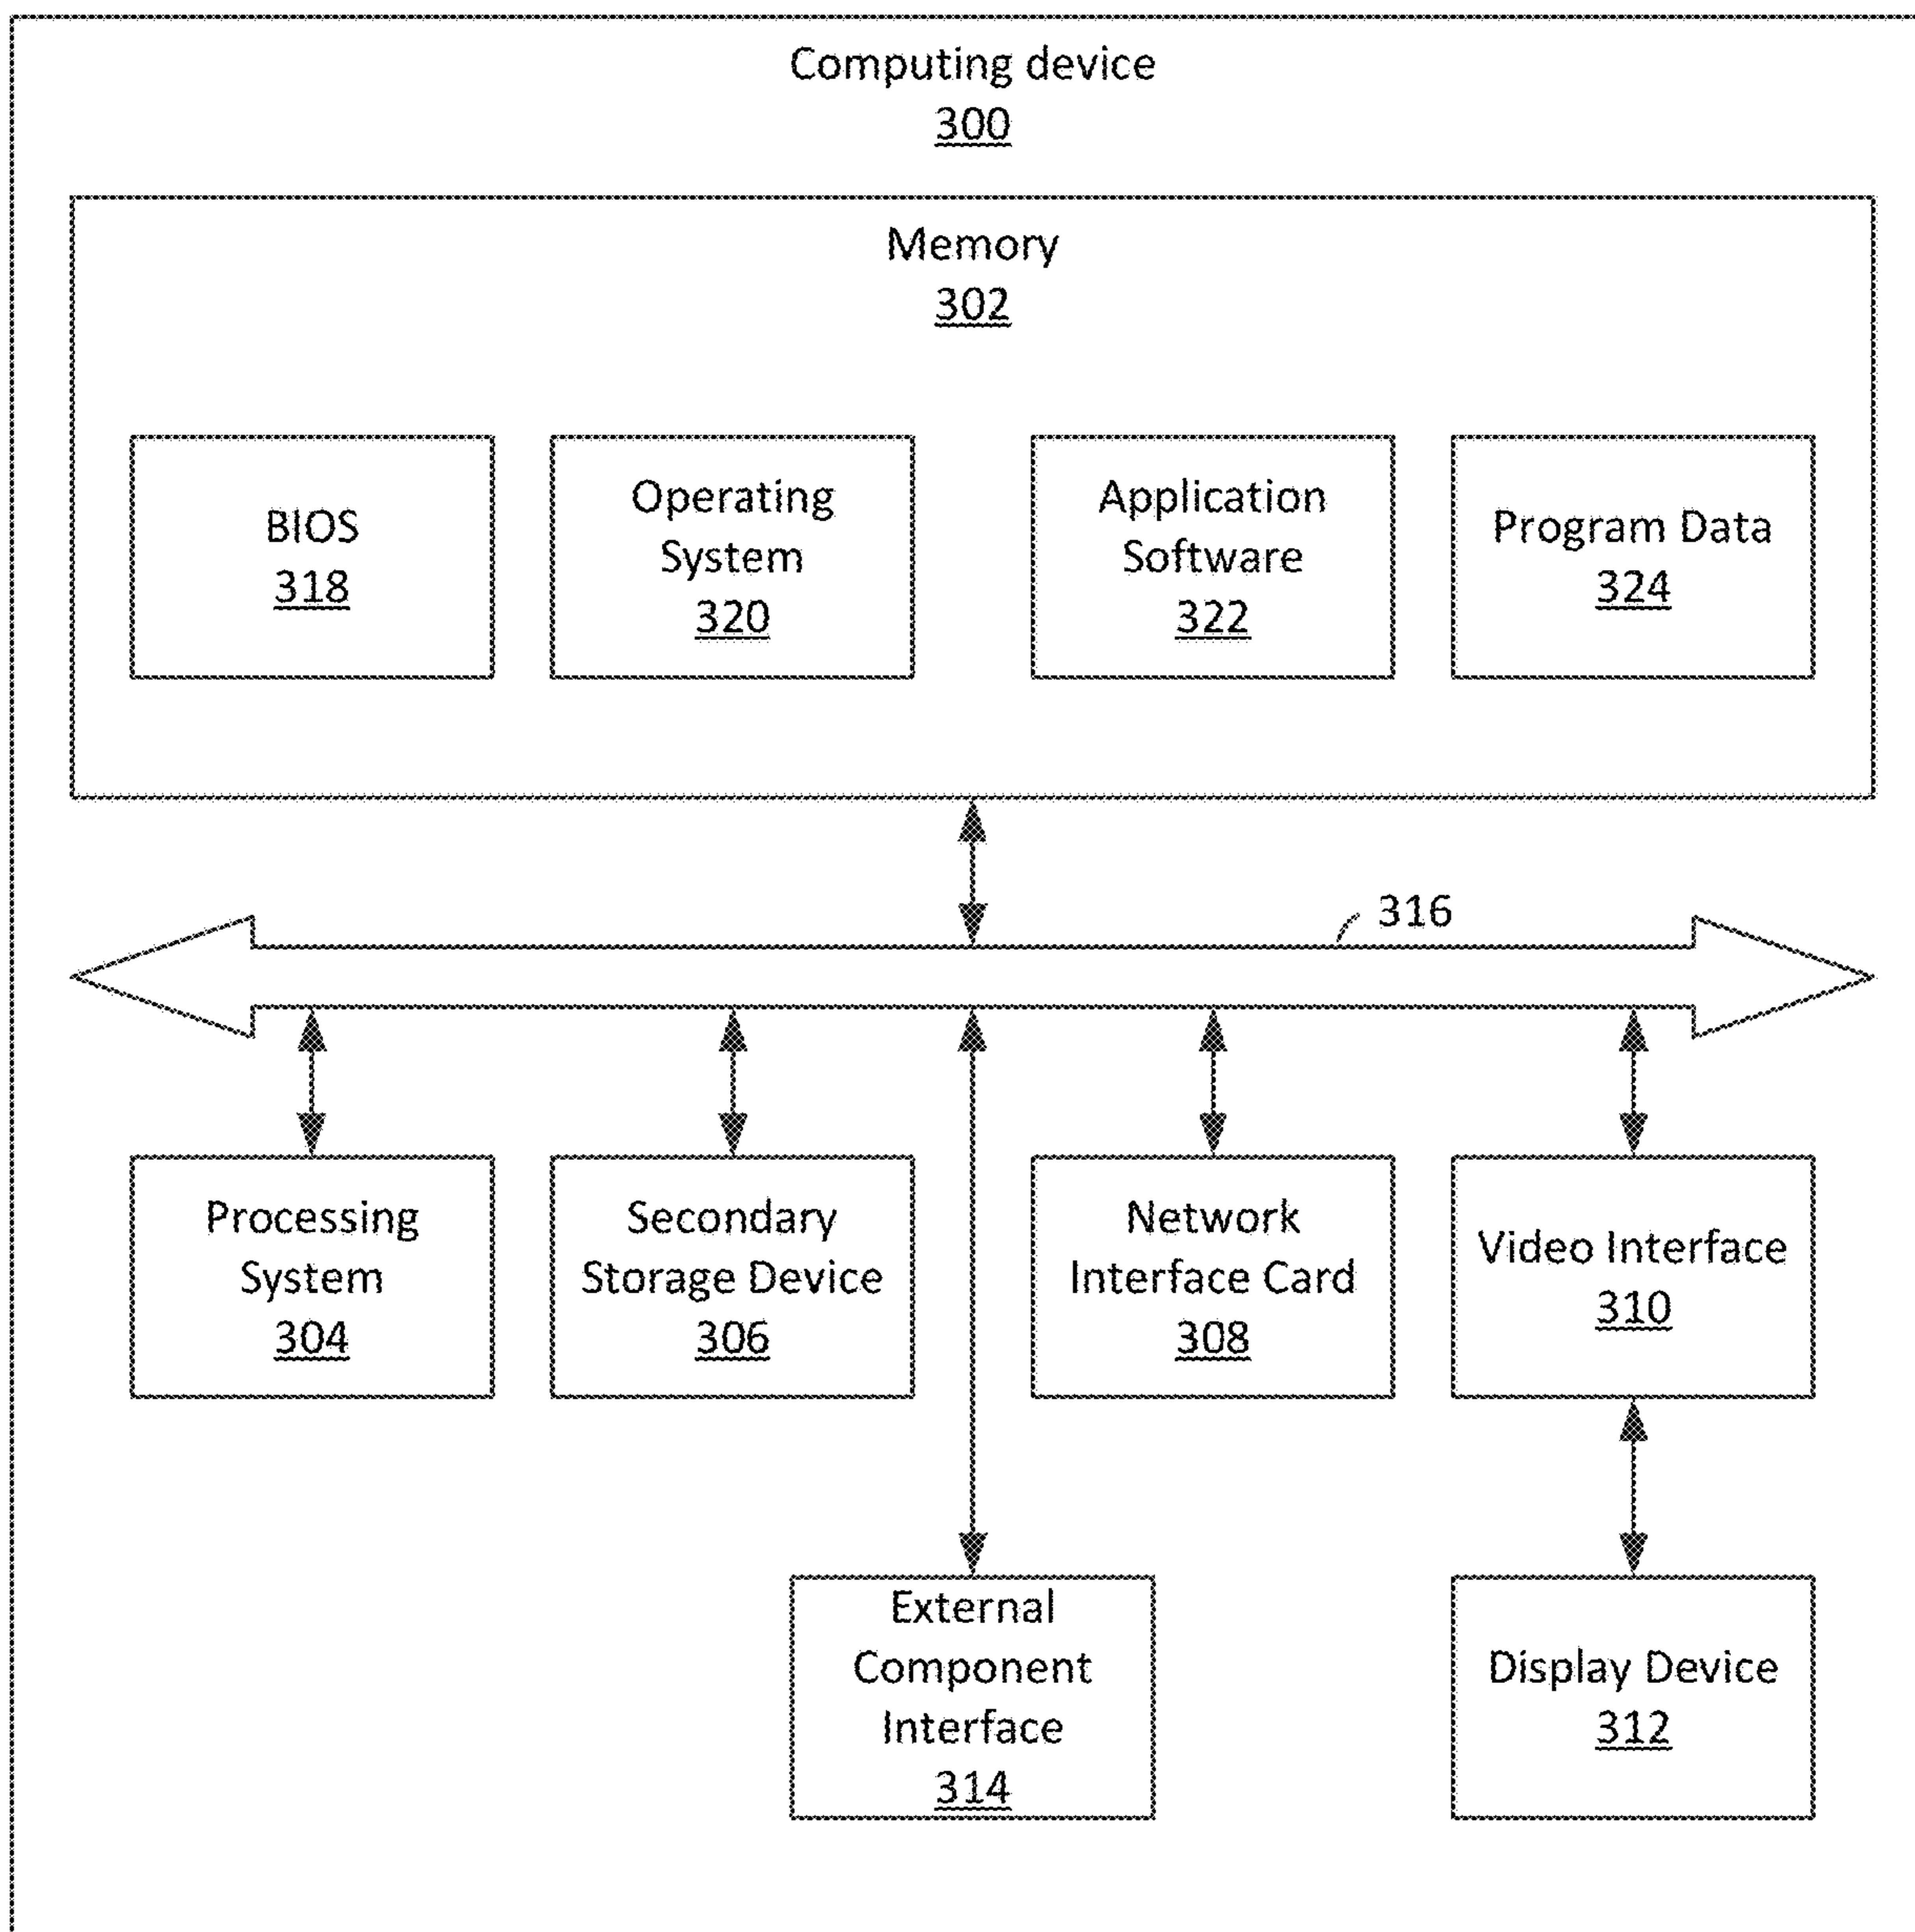 Computing device
300
Memory
302
BIOS
318
Operating
System
320
Application
Software
322
Program Data
324
316
Processing
System
304
Secondary
Storage Device
306
Network
Interface Card
308
Video Interface
310
External
Component
Interface
314
Display Device
312